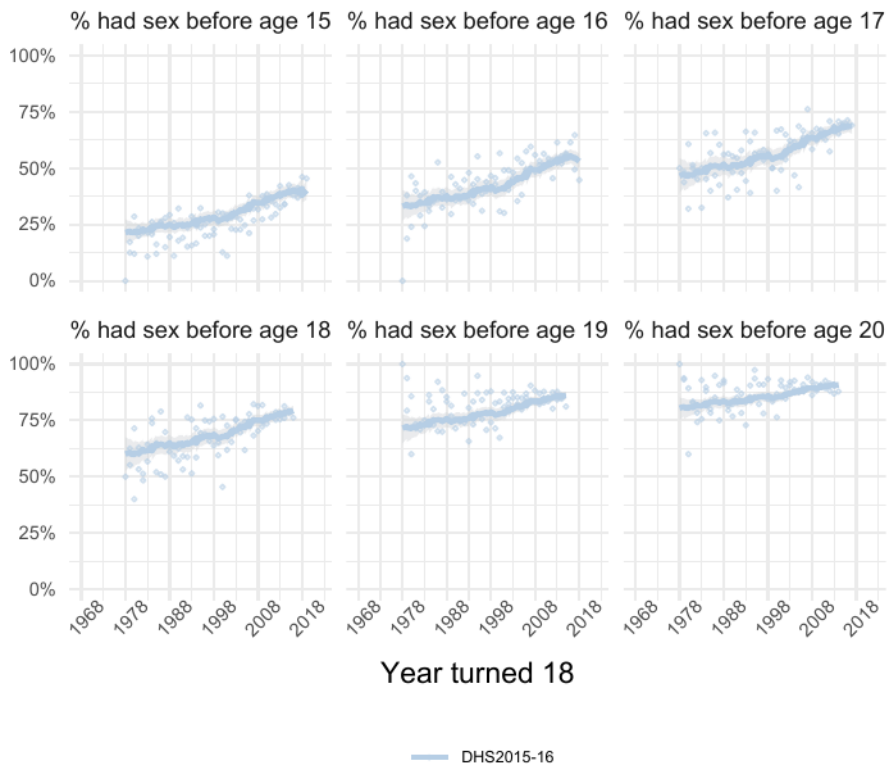 % had sex before age 15 % had sex before age 16 % had sex before age 17
100%
75%
50%
25%
0%
% had sex before age 18 % had sex before age 19 % had sex before age 20
100%
75%
50%
25%
0%
1968 1978 1988 1998 2008 2018 1968 1978 1988 1998 2008 2018 1968 1978 1988 1998 2008 2018
Year turned 18
DHS2015-16